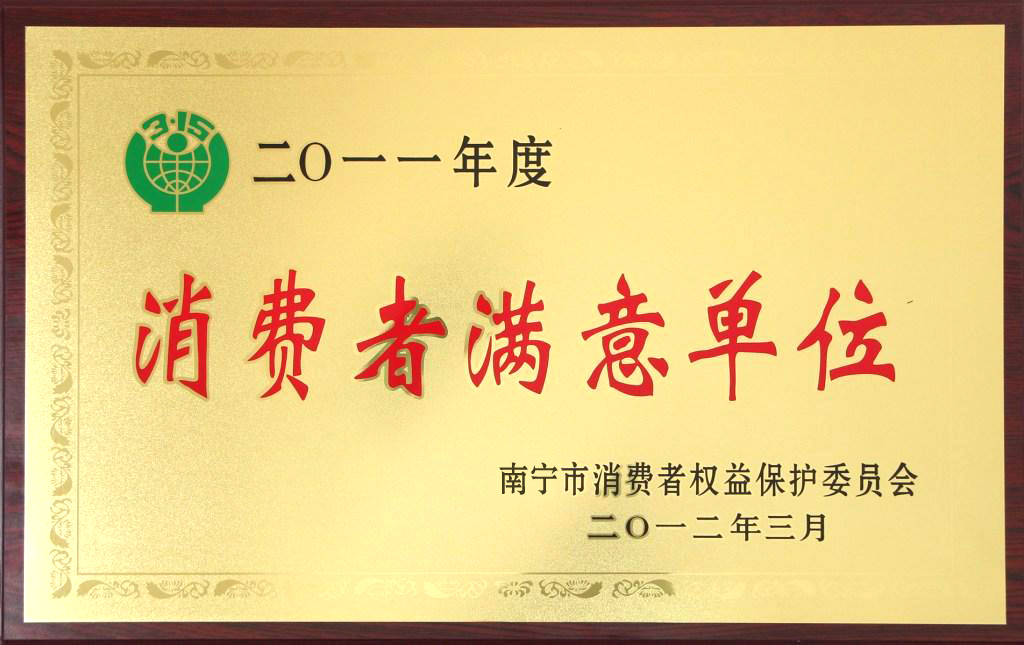 3·15
二〇一一年度
消费者满意单位
南宁市消费者权益保护委员会
二〇一二年三月